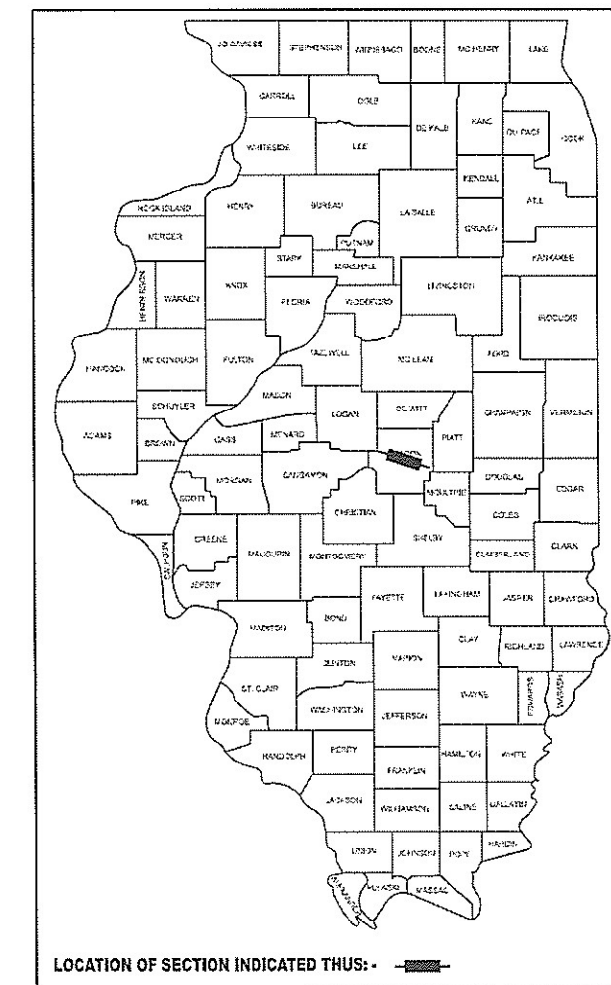 STEPHENSON
WINNEBAGO
BOONE
MC HENRY
LAKE
CARROLL
OGLE
DE KALB
KANE
DU PAGE
COOK
WHITESIDE
LEE
KENDALL
ROCK ISLAND
HENRY
BUREAU
LA SALLE
GRUNDY
MERCER
PUTNAM
STARK
MARSHALL
KANKAKEE
HENDERSON
WARREN
KNOX
PEORIA
WOODFORD
LIVINGSTON
IROQUOIS
HANCOCK
MC DONOUGH
FULTON
TAZEWELL
MC LEAN
FORD
MASON
SCHUYLER
LOGAN
DE WITT
CHAMPAIGN
VERMILION
ADAMS
BROWN
CASS
MENARD
PIATT
MORGAN
SANGAMON
DOUGLAS
EDGAR
PIKE
SCOTT
CHRISTIAN
MOULTRIE
COLES
GREENE
MACOUPIN
MONTGOMERY
SHELBY
CUMBERLAND
CLARK
CALHOUN
JERSEY
FAYETTE
EFFINGHAM
JASPER
CRAWFORD
MADISON
BOND
CLAY
RICHLAND
LAWRENCE
CLINTON
MARION
ST. CLAIR
WAYNE
EDWARDS
WABASH
WASHINGTON
JEFFERSON
MONROE
RANDOLPH
PERRY
HAMILTON
WHITE
FRANKLIN
JACKSON
WILLIAMSON
SALINE
GALLATIN
UNION
JOHNSON
POPE
HARDIN
PULASKI
MASSAC
LOCATION OF SECTION INDICATED THUS: -